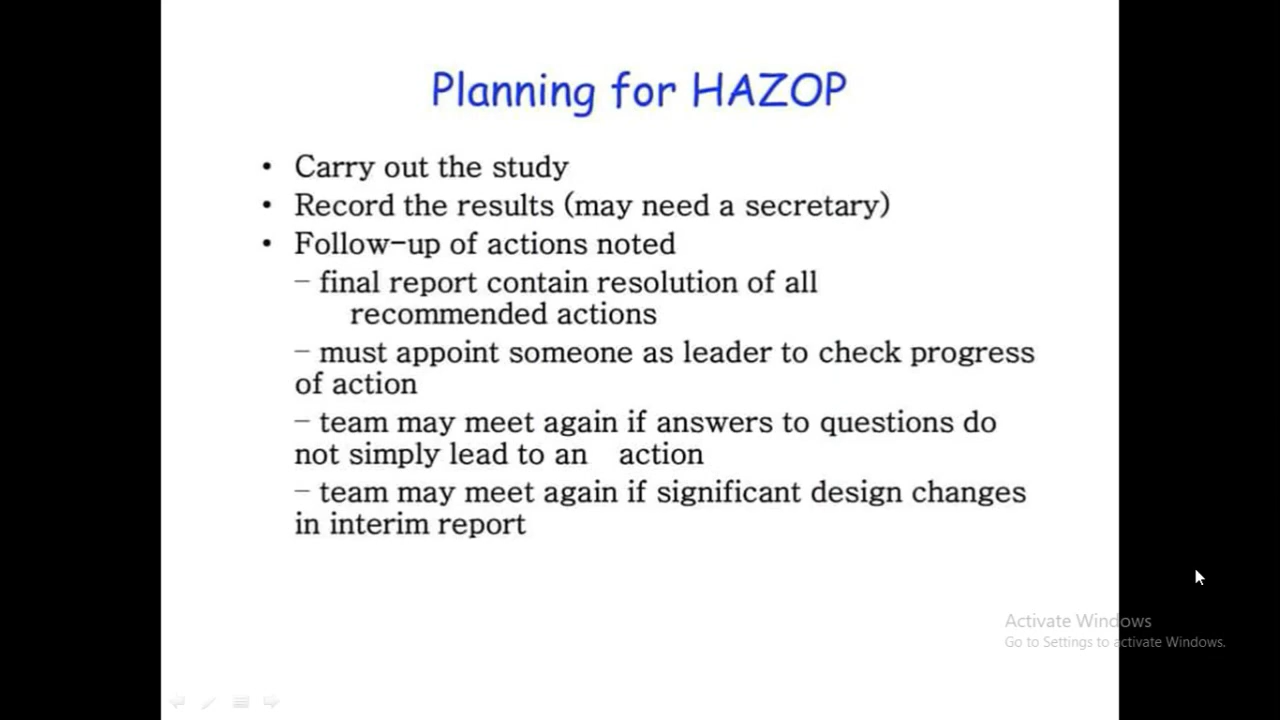 Planning for HAZOP
• Carry out the study
• Record the results (may need a secretary)
• Follow-up of actions noted
– final report contain resolution of all
recommended actions
– must appoint someone as leader to check progress
of action
– team may meet again if answers to questions do
not simply lead to an action
– team may meet again if significant design changes
in interim report
Activate Windows
Go to Settings to activate Windows.